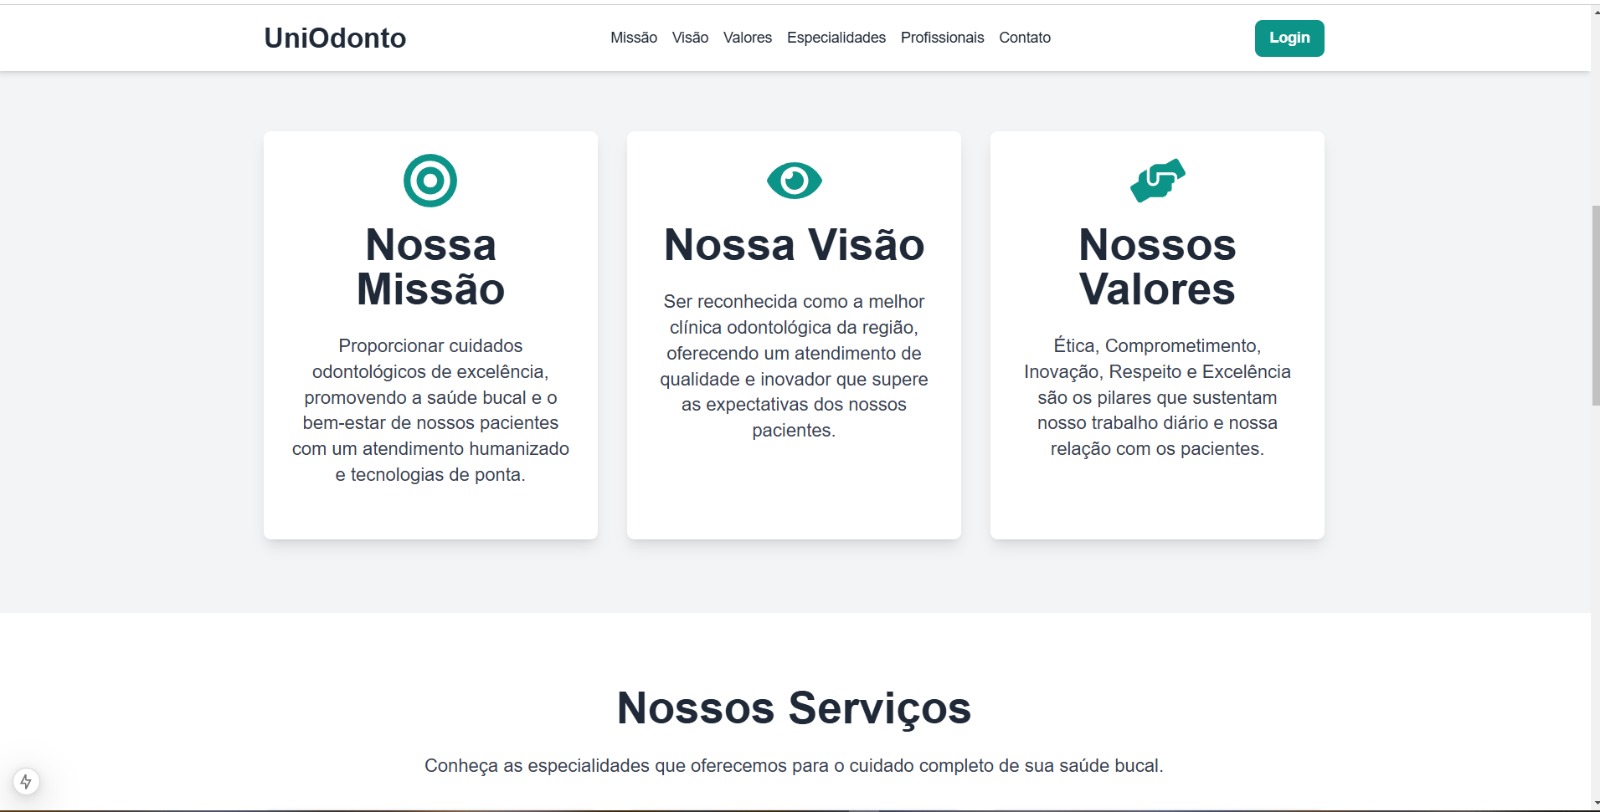 UniOdonto
Missão Visão Valores Especialidades Profissionais Contato
Login
Nossa
Missão
Proporcionar cuidados
odontológicos de excelência,
promovendo a saúde bucal e o
bem-estar de nossos pacientes
com um atendimento humanizado
e tecnologias de ponta.
Nossa Visão
Ser reconhecida como a melhor
clínica odontológica da região,
oferecendo um atendimento de
qualidade e inovador que supere
as expectativas dos nossos
pacientes.
Nossos
Valores
Ética, Comprometimento,
Inovação, Respeito e Excelência
são os pilares que sustentam
nosso trabalho diário e nossa
relação com os pacientes.
Nossos Serviços
Conheça as especialidades que oferecemos para o cuidado completo de sua saúde bucal.